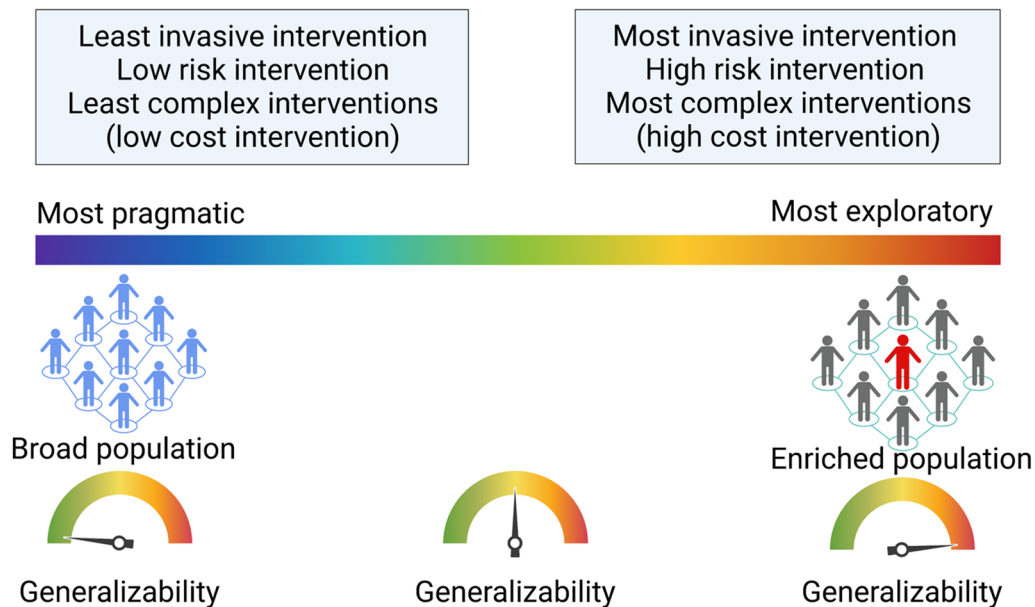 Least invasive intervention
Low risk intervention
Least complex interventions
(low cost intervention)
Most invasive intervention
High risk intervention
Most complex interventions
(high cost intervention)
Most pragmatic
Most exploratory
Broad population
Enriched population
Generalizability
Generalizability
Generalizability